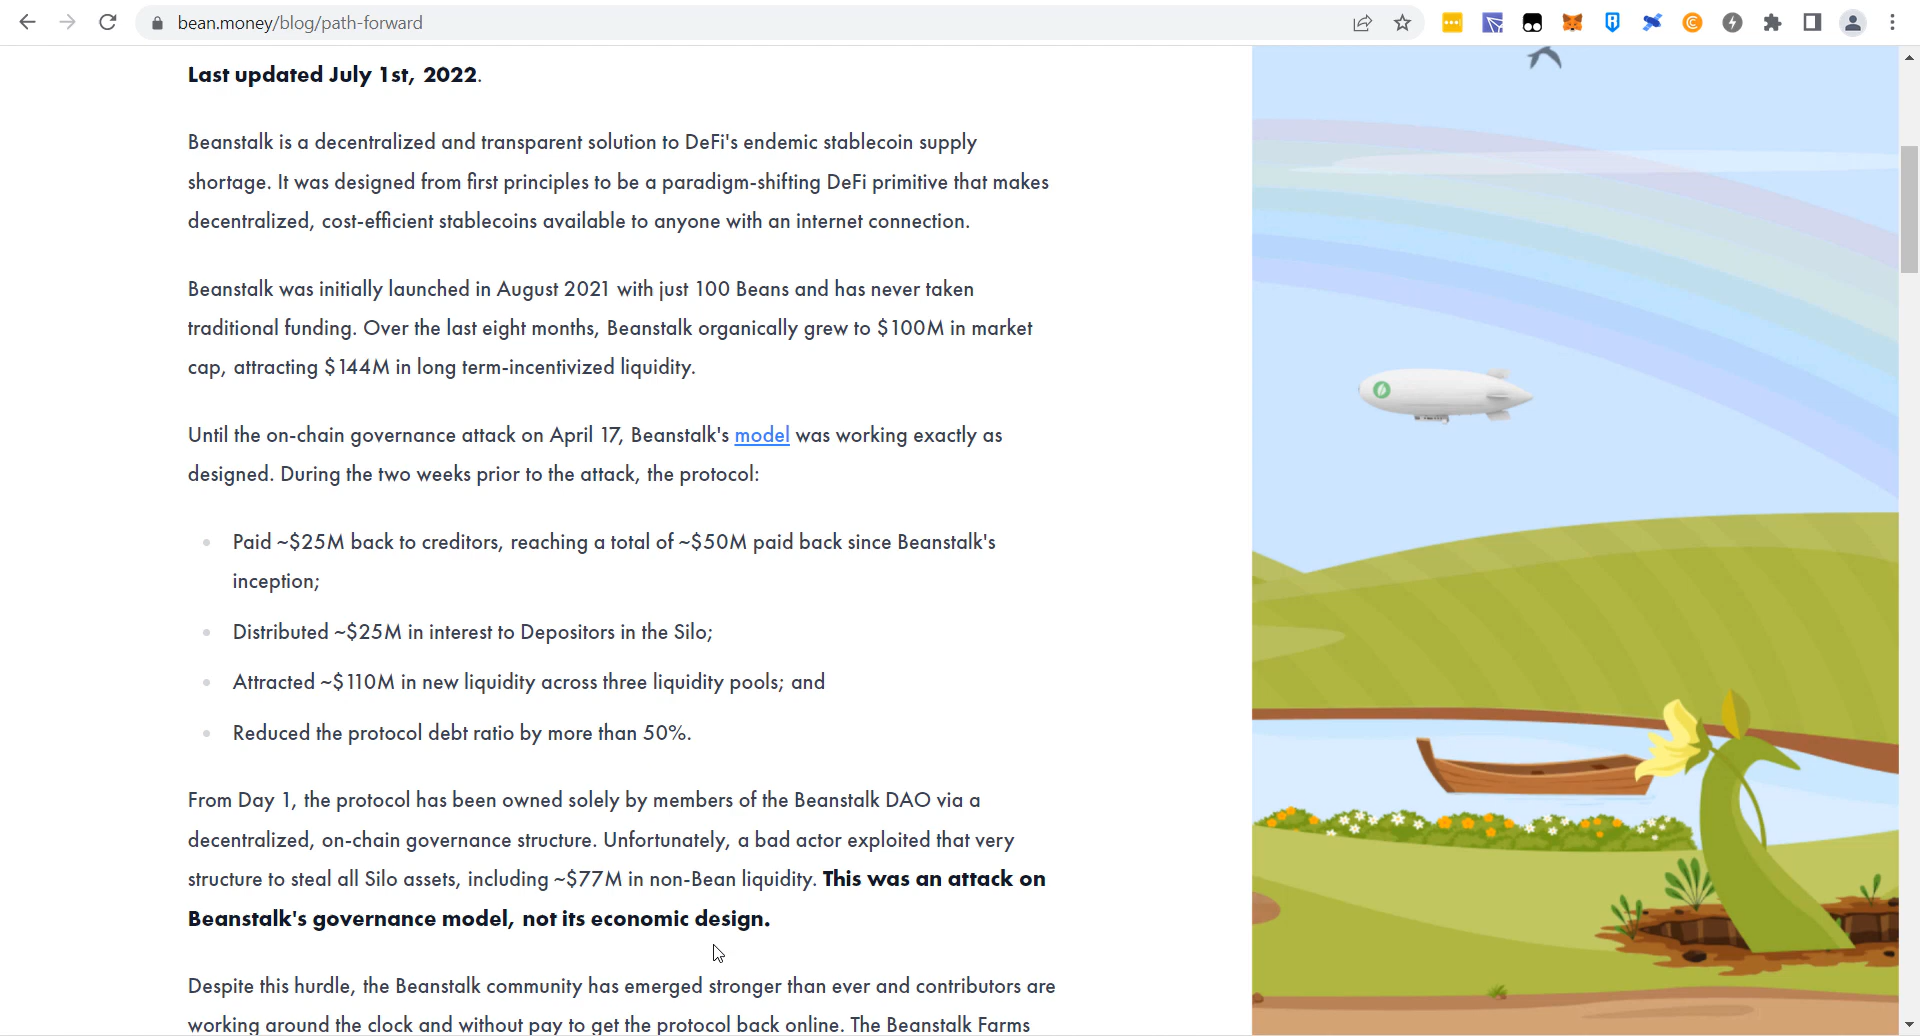 bean.money/blog/path-forward
Last updated July 1st, 2022.
Beanstalk is a decentralized and transparent solution to DeFi's endemic stablecoin supply
shortage. It was designed from first principles to be a paradigm-shifting DeFi primitive that makes
decentralized, cost-efficient stablecoins available to anyone with an internet connection.
Beanstalk was initially launched in August 2021 with just 100 Beans and has never taken
traditional funding. Over the last eight months, Beanstalk organically grew to $100M in market
cap, attracting $144M in long term-incentivized liquidity.
Until the on-chain governance attack on April 17, Beanstalk's model was working exactly as
designed. During the two weeks prior to the attack, the protocol:
Paid ~$25M back to creditors, reaching a total of ~$50M paid back since Beanstalk's
inception;
Distributed ~$25M in interest to Depositors in the Silo;
Attracted ~$110M in new liquidity across three liquidity pools; and
Reduced the protocol debt ratio by more than 50%.
From Day 1, the protocol has been owned solely by members of the Beanstalk DAO via a
decentralized, on-chain governance structure. Unfortunately, a bad actor exploited that very
structure to steal all Silo assets, including ~$77M in non-Bean liquidity. This was an attack on
Beanstalk's governance model, not its economic design.
Despite this hurdle, the Beanstalk community has emerged stronger than ever and contributors are
working around the clock and without pay to get the protocol back online. The Beanstalk Farms